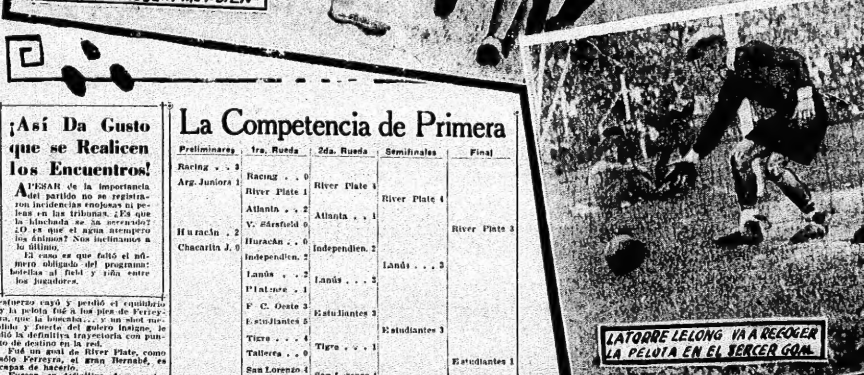 ¡Así Da Gusto
que se Realicen
los Encuentros!
APESAR de la importancia
del partido no se registra-
ron incidencias enojosas ni pe-
leas en las tribunas. ¿Es que
la hinchada se ha serenado?
¿O es que el agua atemperó
los ánimos? Nos inclinamos a
lo último.
El caso es que faltó el nú-
mero obligado del programa:
botellas al field y riña entre
los jugadores.
esfuerzo cayó y perdió el equilibrio
y la pelota fué a los pies de Ferrey-
ra, que la buscaba... y un shot me-
dido y fuerte del golero insigne, le
dió la definitiva trayectoria con pun-
to de destino en la red.
Fué un goal de River Plate, como
sólo Ferreyra, el gran Bernabé, es
capaz de hacerlo.
La Competencia de Primera
Preliminares 1ra. Rueda 2da. Rueda Semifinales Final
Racing . 3
Arg. Juniors 1
Huracán . 2
Chacarita J. 0
Racing . . 0
River Plate 1
Atlanta . . 2
V. Sársfield 0
Huracán . . 0
Independien. 2
Lanús . . 2
Platense . 1
F. C. Oeste 3
Estudiantes 5
Tigre . . 4
Talleres . . 0
San Lorenzo 4
River Plate 4
Atlanta . . 1
Independien. 2
Lanús . . 3
Estudiantes 3
Tigre . . . 1
River Plate 4
Lanús . . . 3
Estudiantes 3
River Plate 3
Estudiantes 1
LATORRE LELONG VA A RECOGER
LA PELOTA EN EL SERCER GOAL